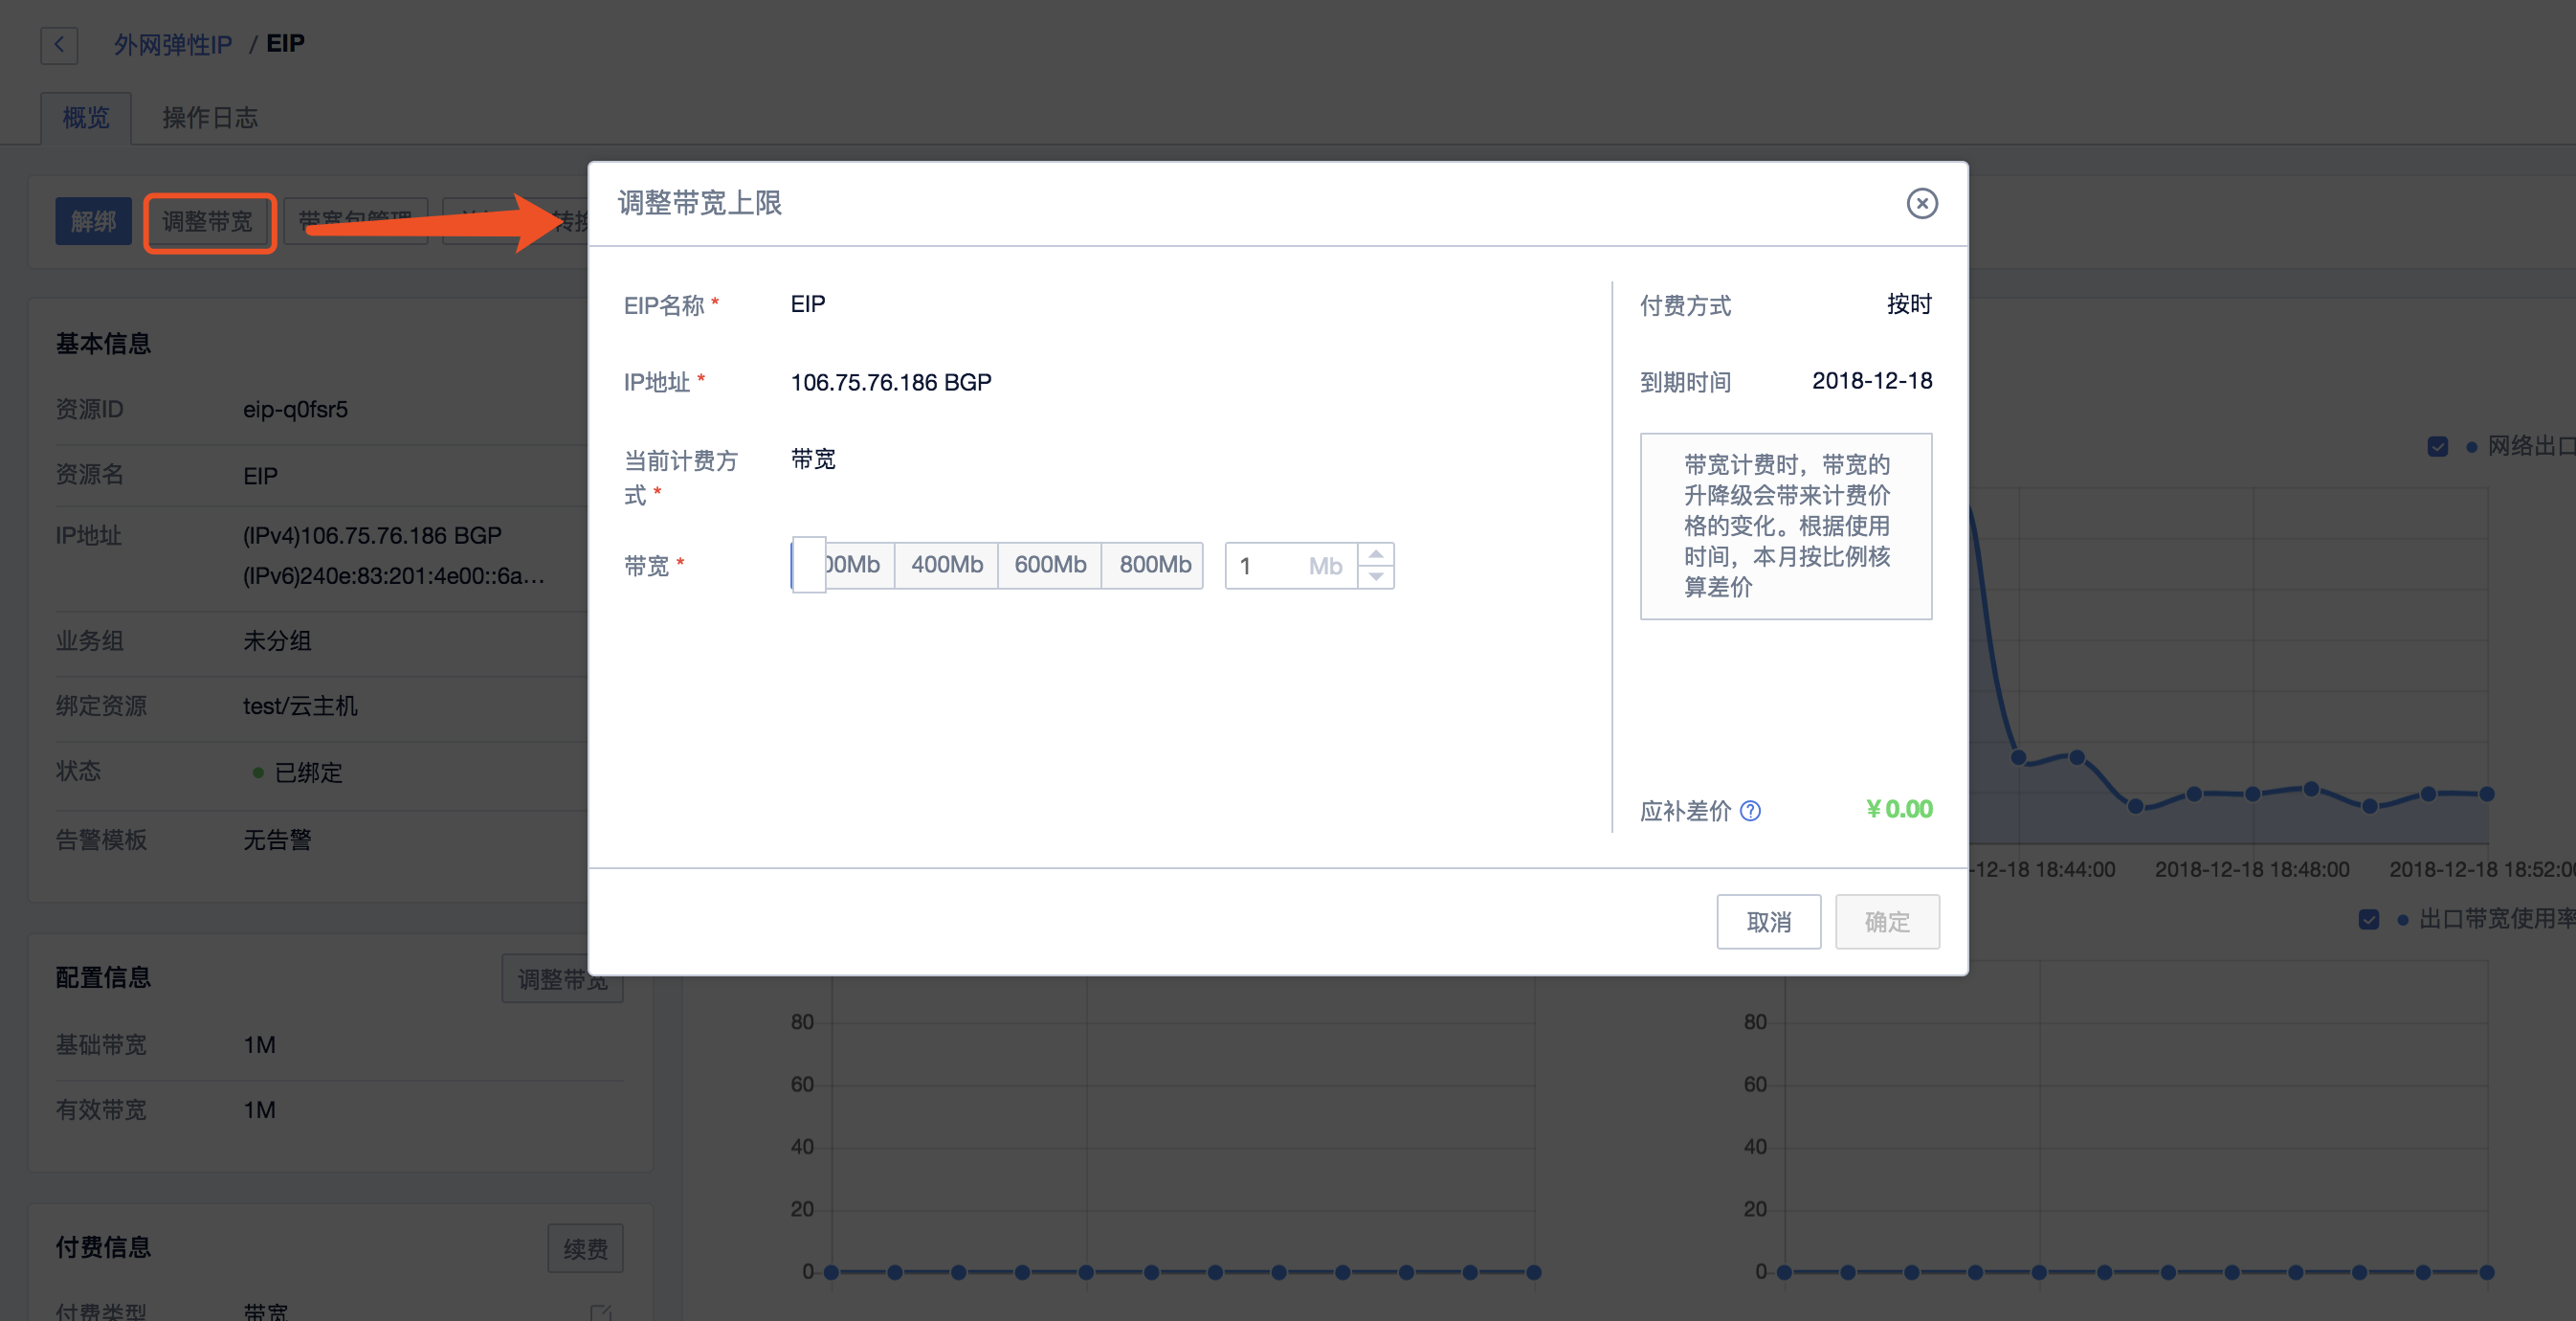 外网弹性IP / EIP
概览 操作日志
解绑 调整带宽 带宽包管理 转换
调整带宽上限
EIP名称 * EIP
IP地址 * 106.75.76.186 BGP
当前计费方
式 *
带宽
带宽 * 00Mb 400Mb 600Mb 800Mb 1 Mb
付费方式 按时
到期时间 2018-12-18
带宽计费时，带宽的
升降级会带来计费价
格的变化。根据使用
时间，本月按比例核
算差价
应补差价 ? ¥0.00
取消 确定
基本信息
资源ID eip-q0fsr5
资源名 EIP
IP地址 (IPv4)106.75.76.186 BGP
(IPv6)240e:83:201:4e00::6a...
业务组 未分组
绑定资源 test/云主机
状态 已绑定
告警模板 无告警
配置信息 调整带宽
基础带宽 1M
有效带宽 1M
付费信息 续费
付费类型 带宽
网络出口
-12-18 18:44:00 2018-12-18 18:48:00 2018-12-18 18:52:00
出口带宽使用率
80
60
40
20
0
80
60
40
20
0